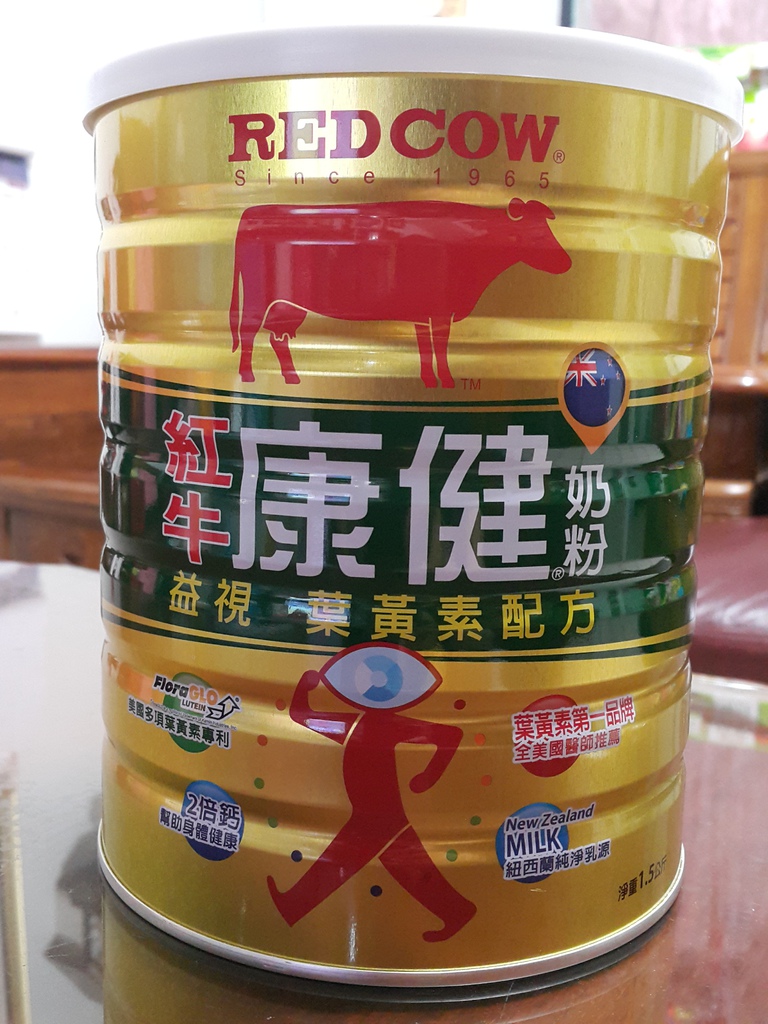 RED COW®
Since 1965
TM
紅牛 康健® 奶粉
益視 葉黃素配方
FloraGLO
LUTEIN
美國多項葉黃素專利
葉黃素第一品牌
全美國醫師推薦
2倍鈣
幫助身體健康
New Zealand
MILK
紐西蘭純淨乳源
淨重1.5公斤